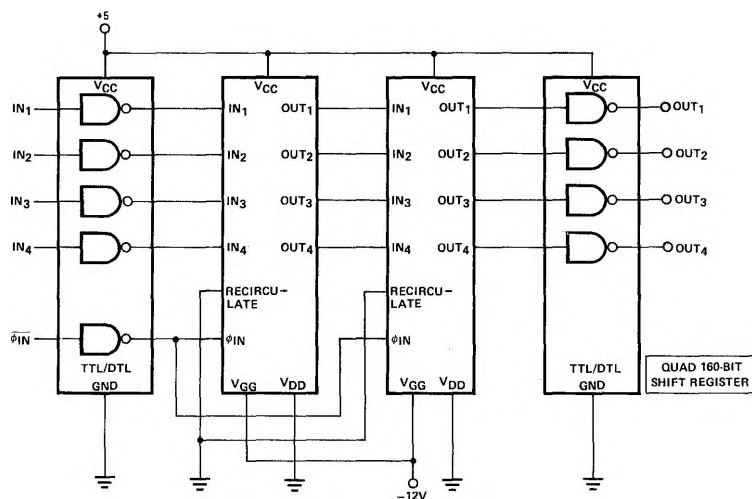 +5
VCC
VCC
VCC
VCC
IN1
IN1
OUT1
IN1
OUT1
OUT1
IN2
IN2
OUT2
IN2
OUT2
OUT2
IN3
IN3
OUT3
IN3
OUT3
OUT3
IN4
IN4
OUT4
IN4
OUT4
OUT4
RECIRCU-
LATE
RECIRCU-
LATE
φIN
φIN
φIN
TTL/DTL
GND
VGG
VDD
VGG
VDD
TTL/DTL
GND
QUAD 160-BIT
SHIFT REGISTER
−12V